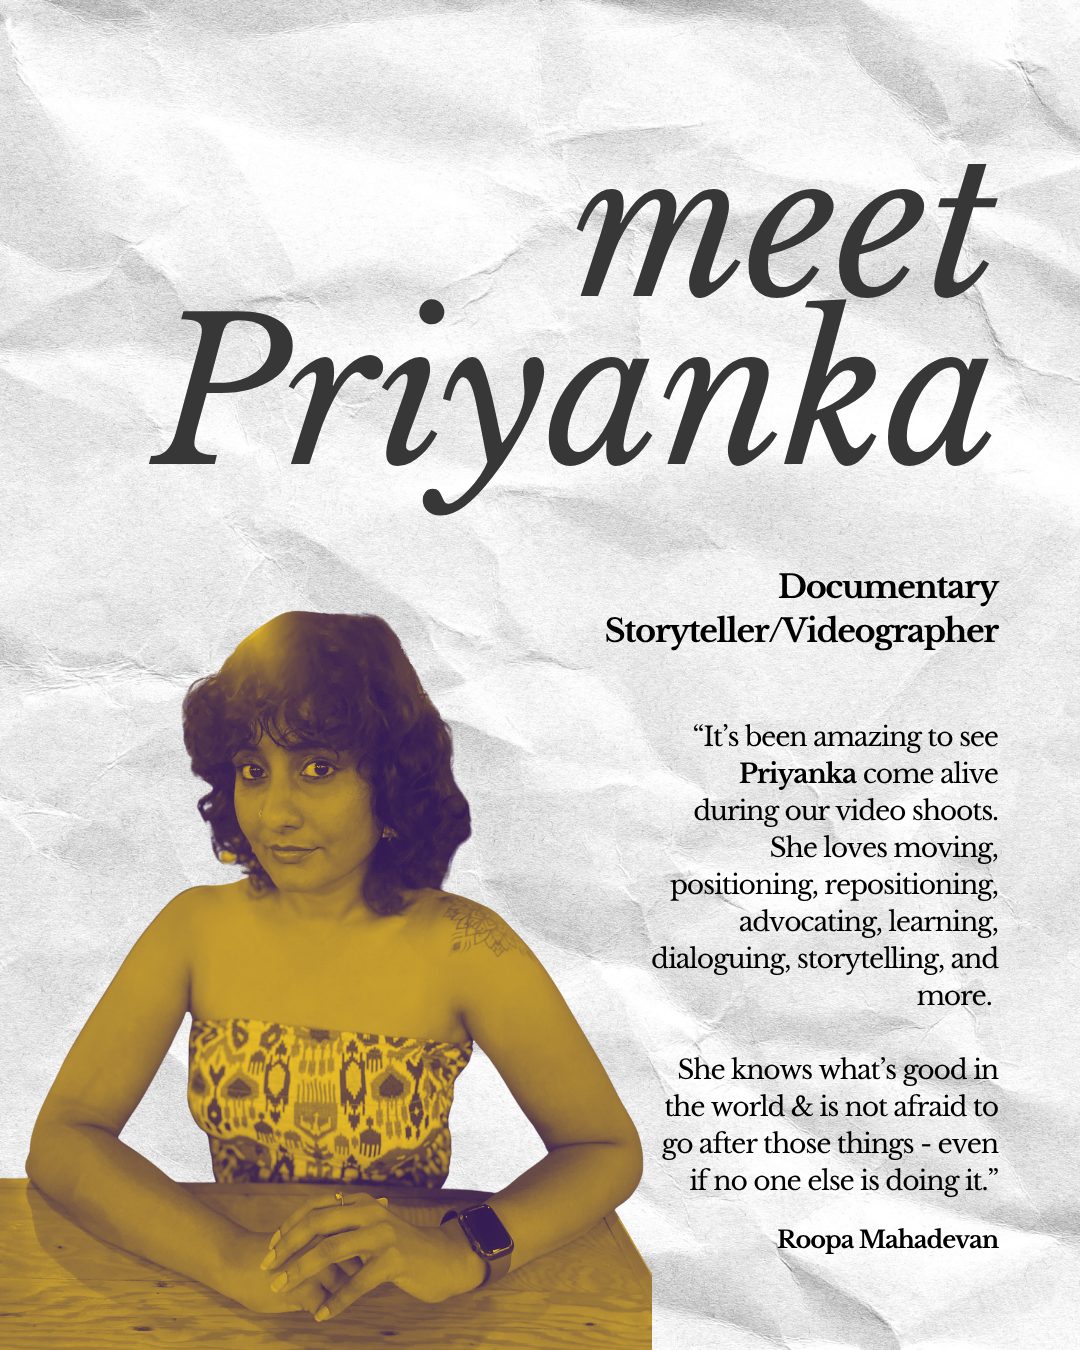 meet
Priyanka
Documentary
Storyteller/Videographer
“It’s been amazing to see
Priyanka come alive
during our video shoots.
She loves moving,
positioning, repositioning,
advocating, learning,
dialoguing, storytelling, and
more.
She knows what’s good in
the world & is not afraid to
go after those things - even
if no one else is doing it.”
Roopa Mahadevan